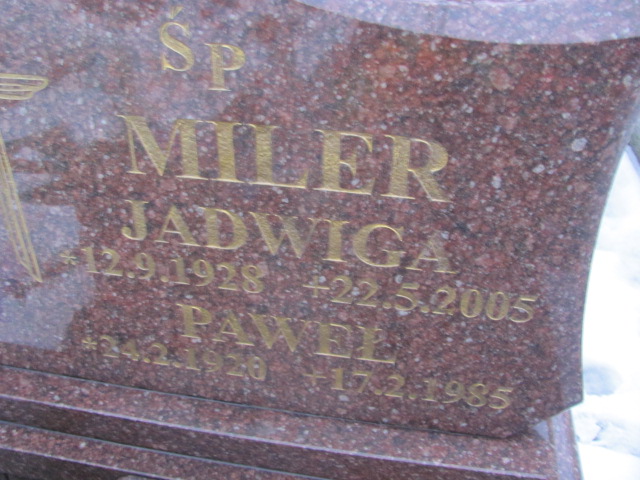 ŚP
MILER
JADWIGA
*12.9.1928 +22.5.2005
PAWEŁ
*24.2.1920 +17.2.1985